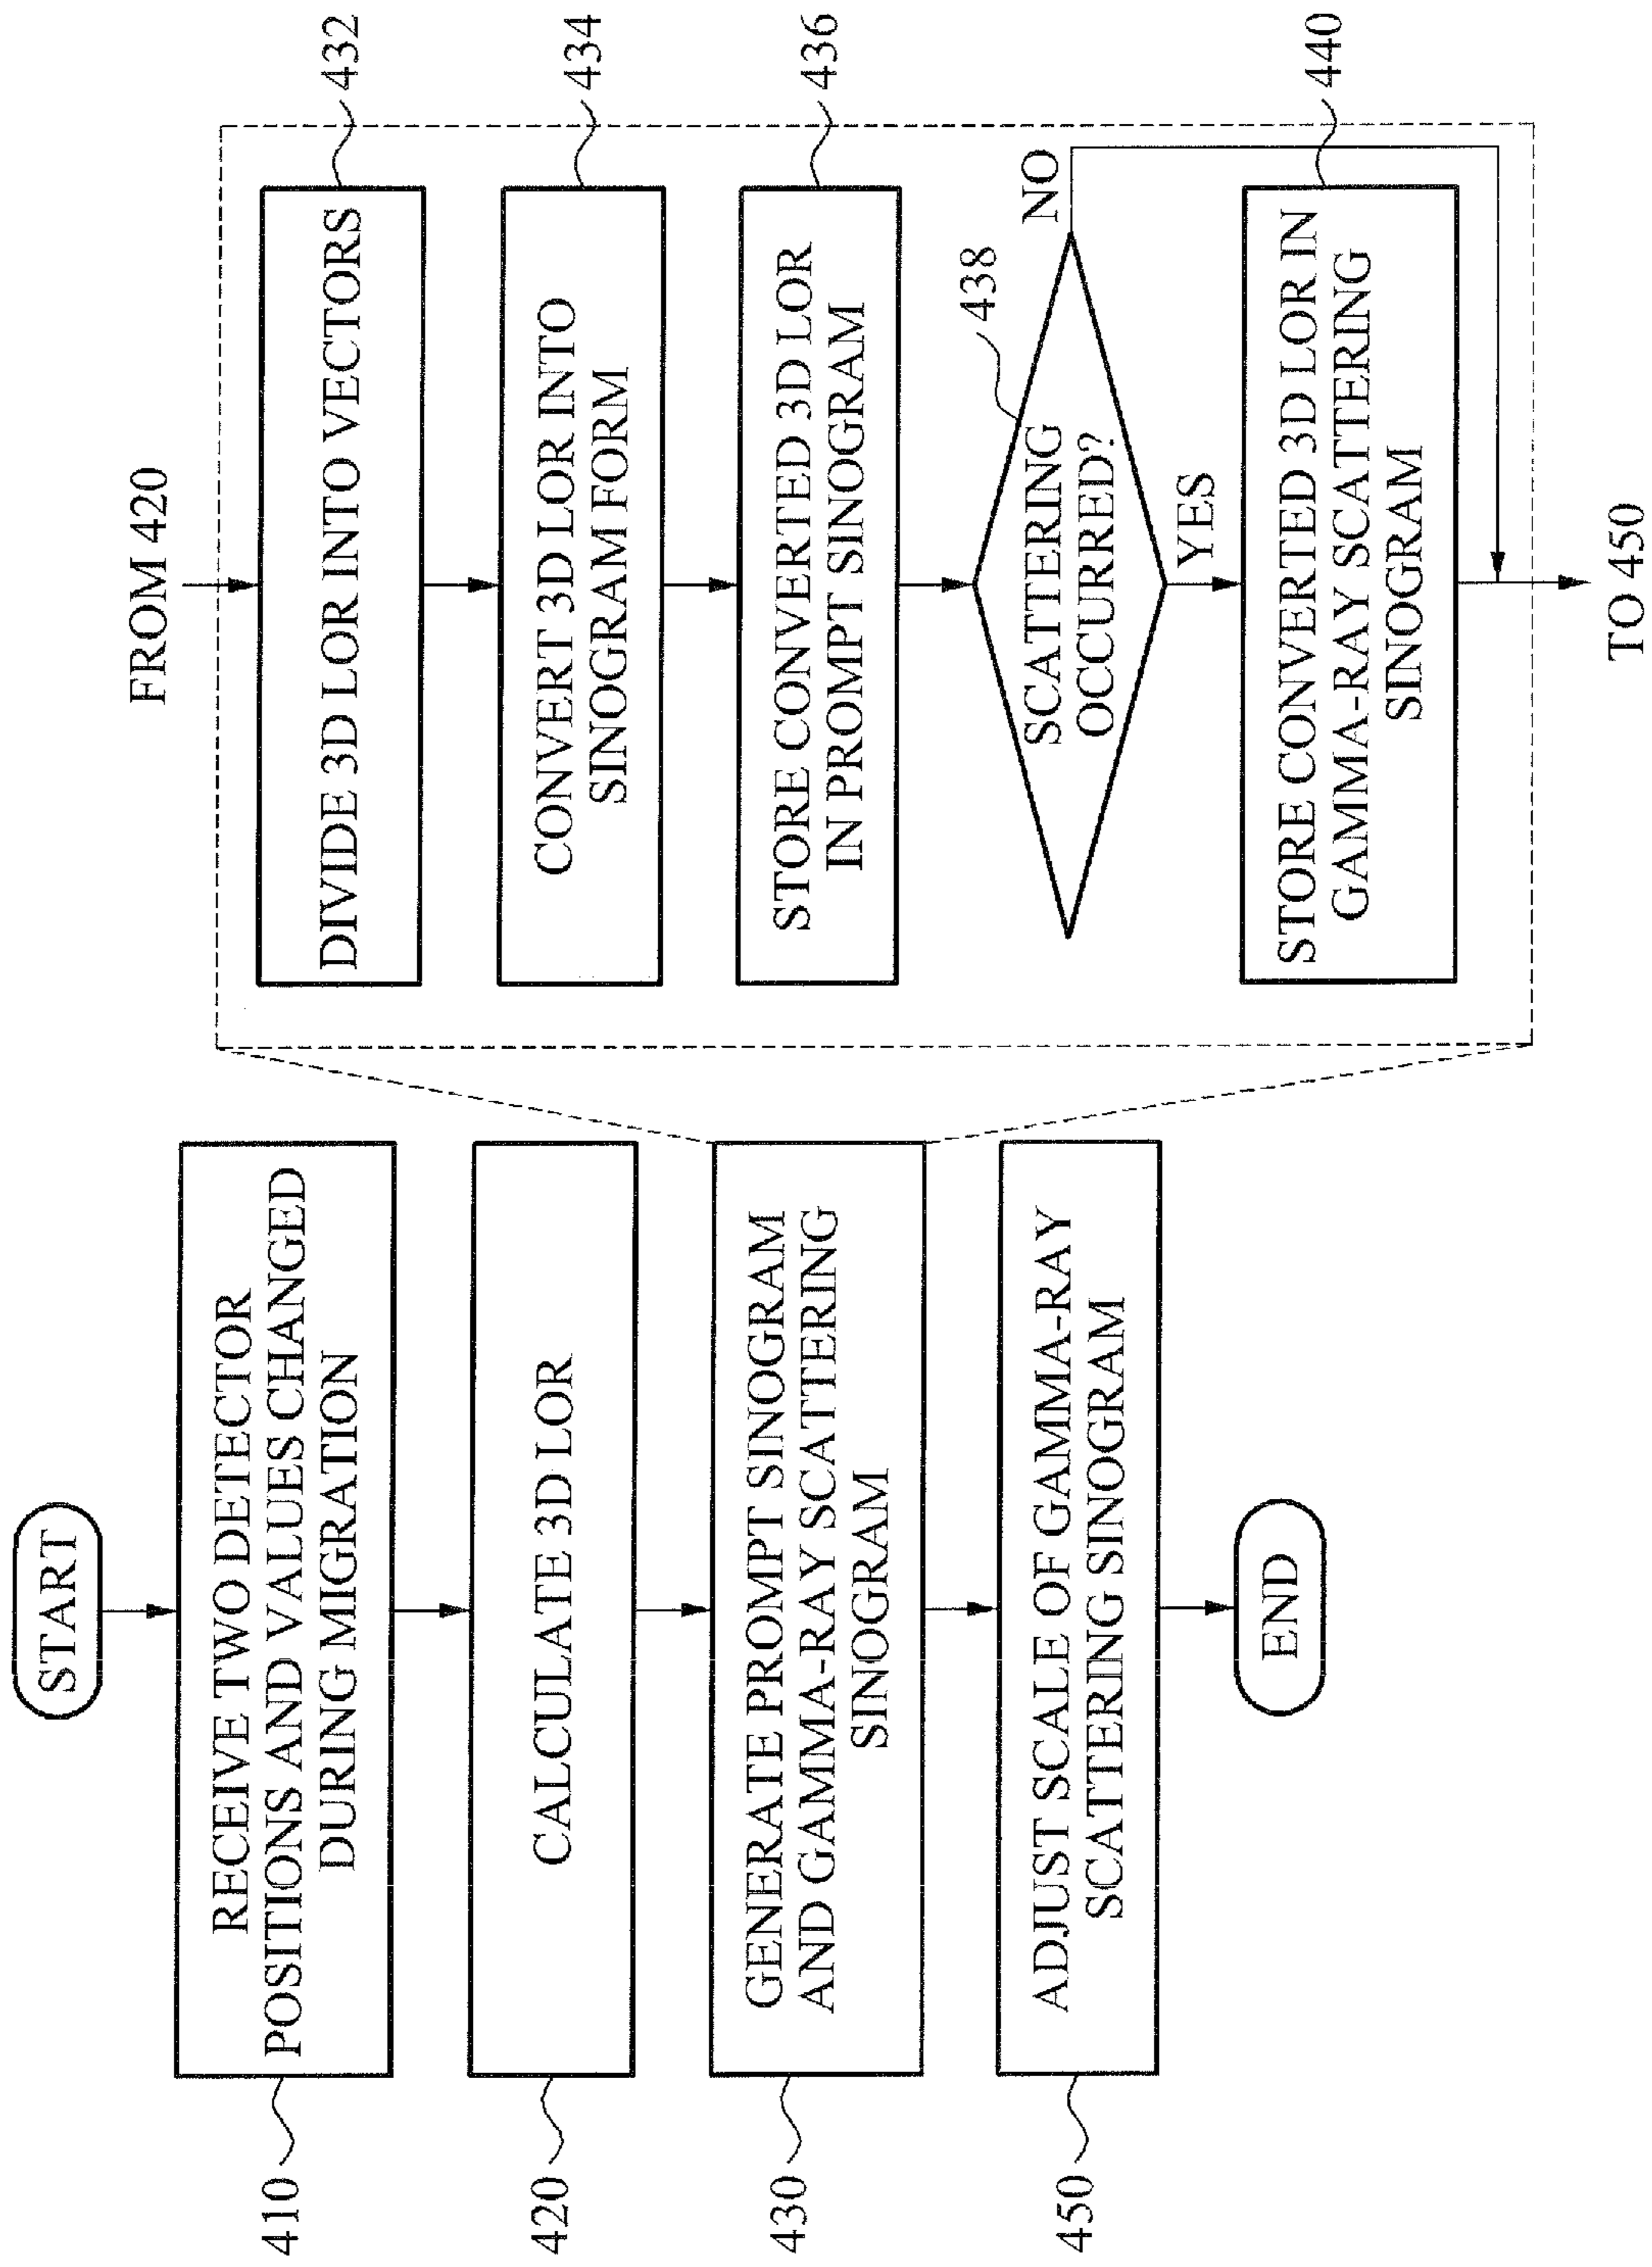 START
410
RECEIVE TWO DETECTOR
POSITIONS AND VALUES CHANGED
DURING MIGRATION
420
CALCULATE 3D LOR
430
GENERATE PROMPT SINOGRAM
AND GAMMA-RAY SCATTERING
SINOGRAM
450
ADJUST SCALE OF GAMMA-RAY
SCATTERING SINOGRAM
END
FROM 420
DIVIDE 3D LOR INTO VECTORS
432
CONVERT 3D LOR INTO
SINOGRAM FORM
434
STORE CONVERTED 3D LOR
IN PROMPT SINOGRAM
436
438
SCATTERING
OCCURRED?
NO
YES
STORE CONVERTED 3D LOR IN
GAMMA-RAY SCATTERING
SINOGRAM
440
TO 450